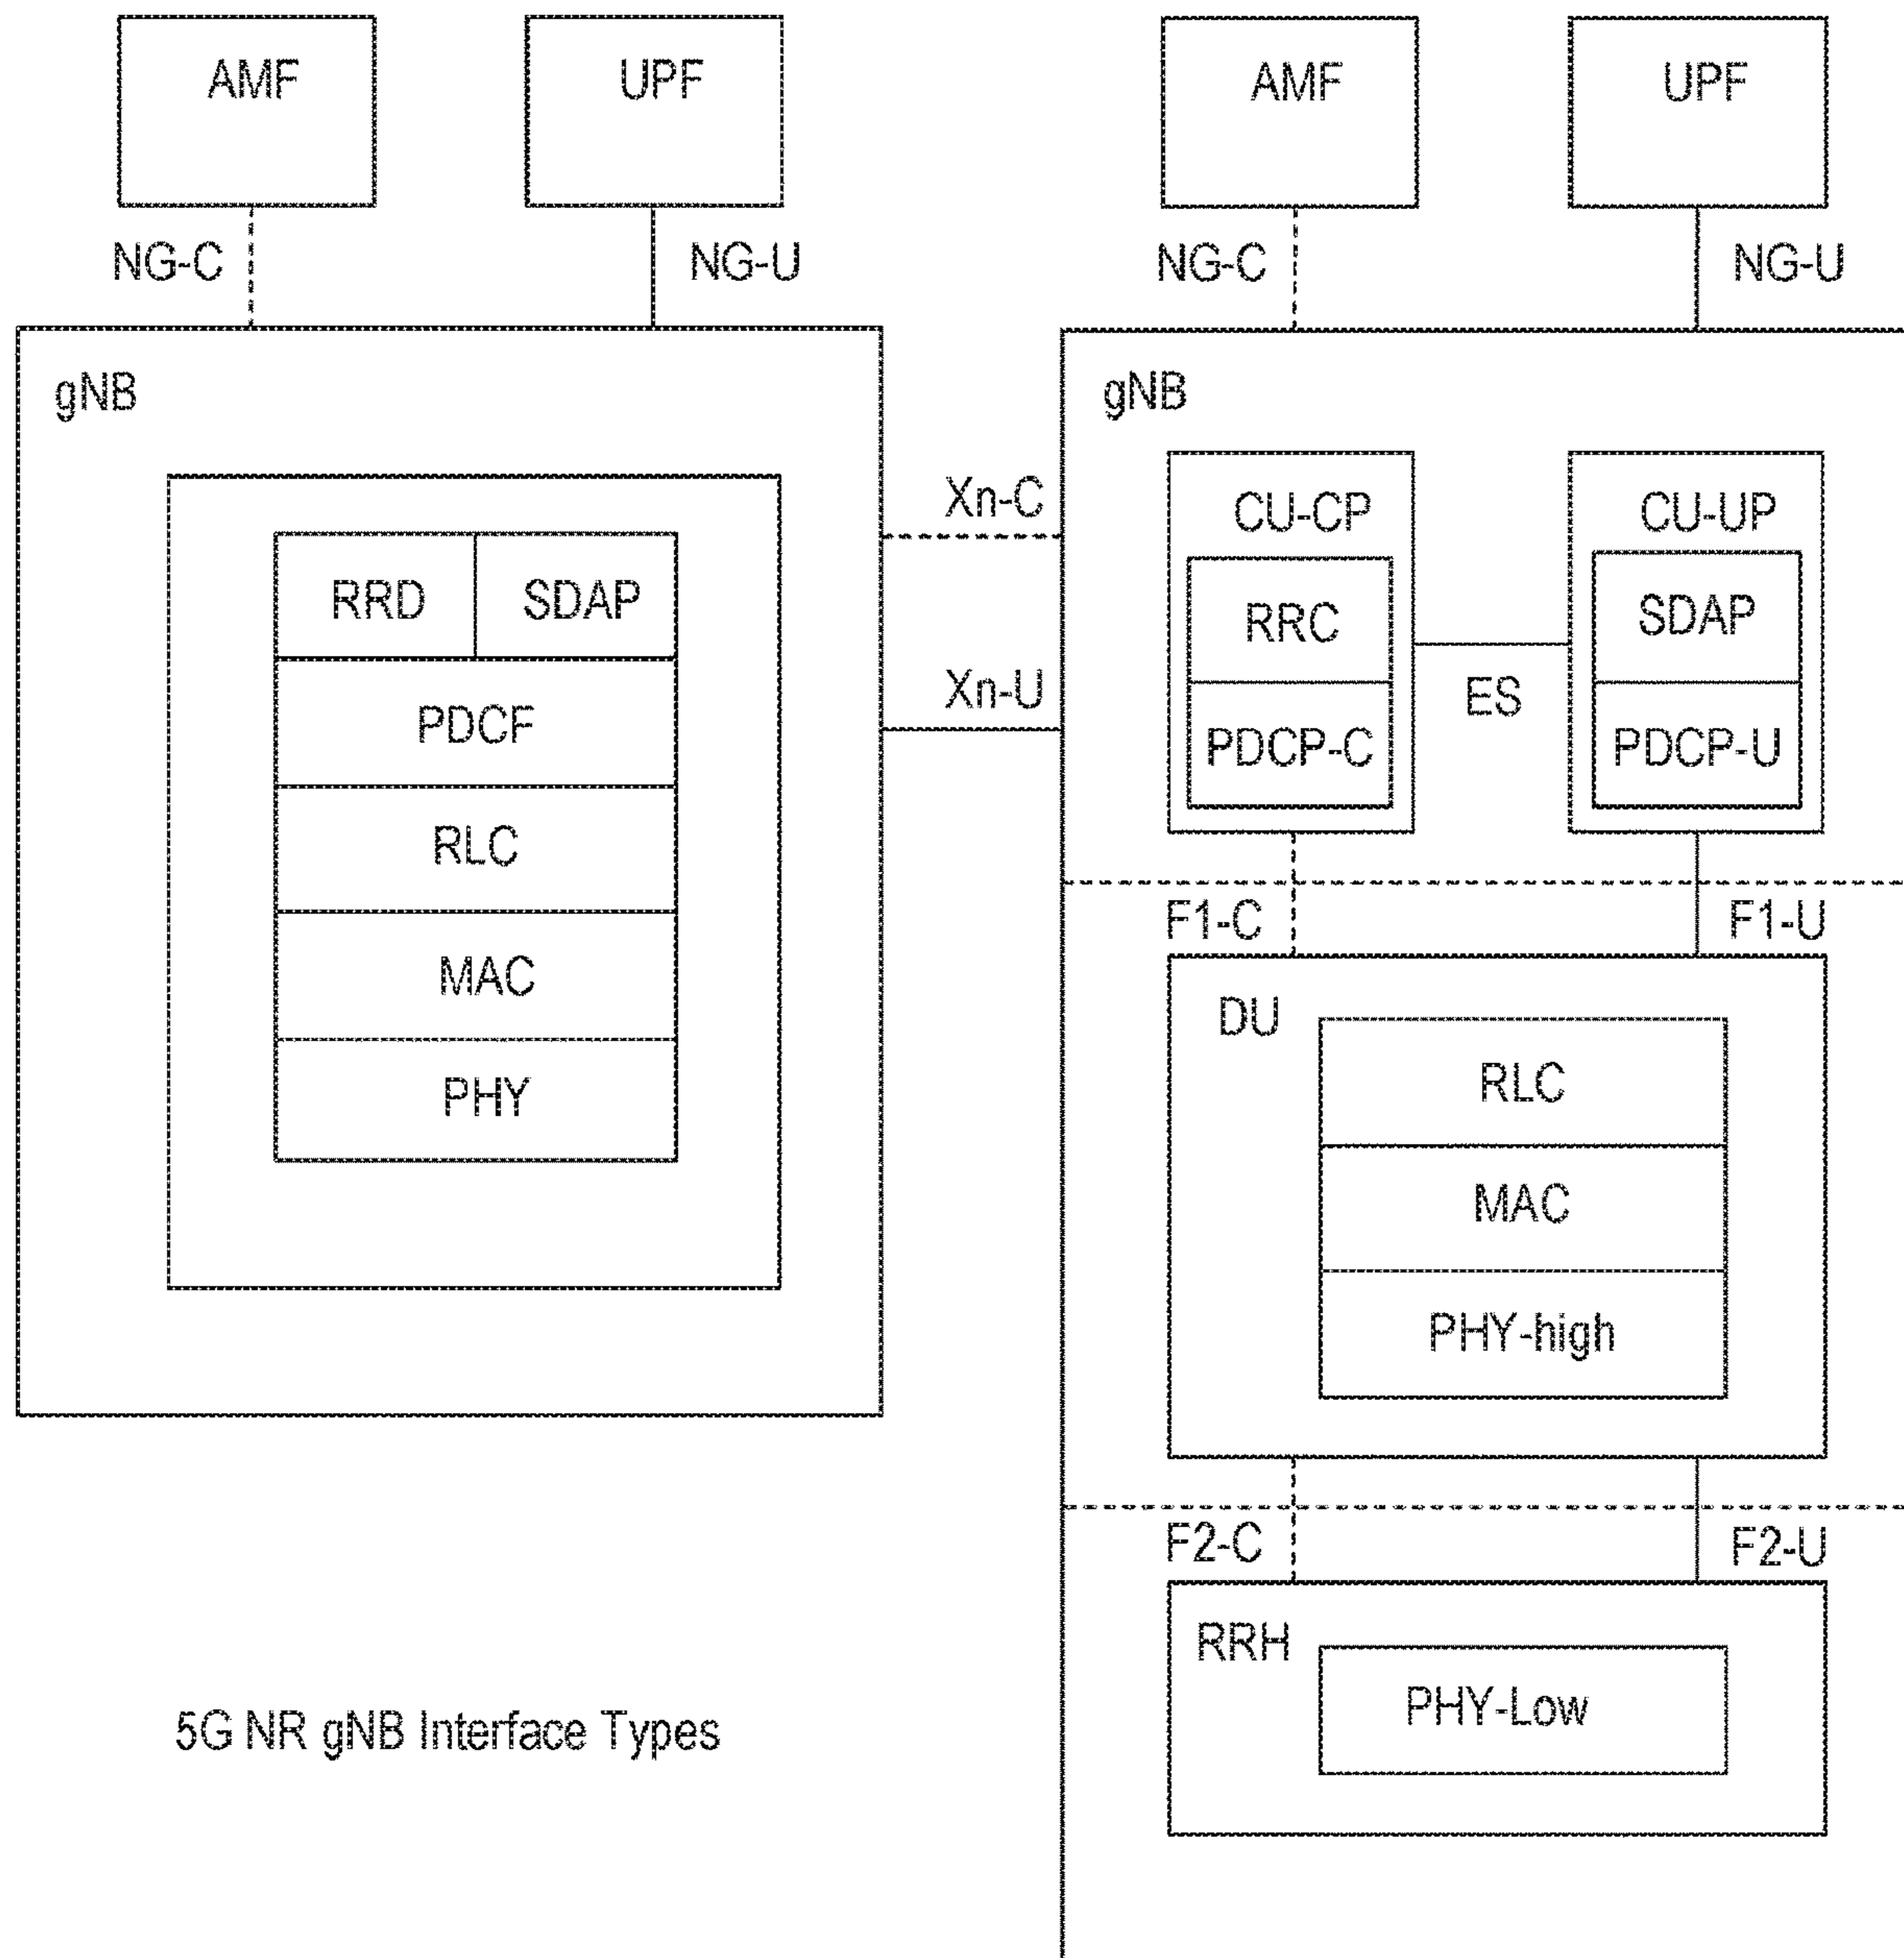 AMF
UPF
AMF
UPF
NG-C
NG-U
NG-C
NG-U
gNB
RRD
SDAP
PDCF
RLC
MAC
PHY
Xn-C
Xn-U
gNB
CU-CP
CU-UP
RRC
SDAP
ES
PDCP-C
PDCP-U
F1-C
F1-U
DU
RLC
MAC
PHY-high
F2-C
F2-U
RRH
PHY-Low
5G NR gNB Interface Types